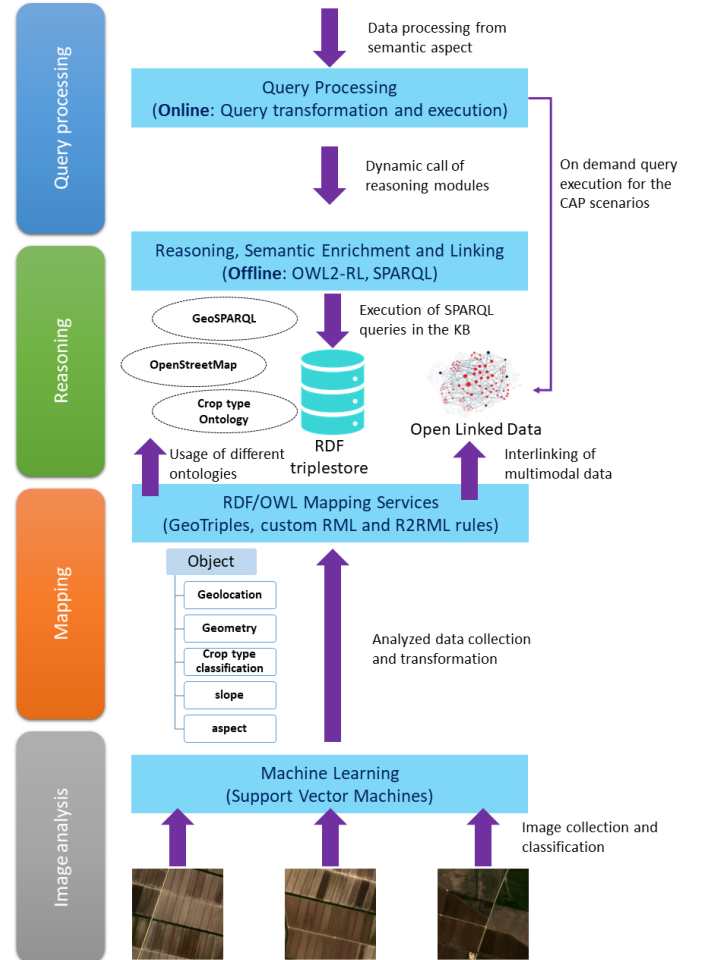 Data processing from
semantic aspect
Query processing
Query Processing
(Online: Query transformation and execution)
Dynamic call of
reasoning modules
On demand query
execution for the
CAP scenarios
Reasoning
Reasoning, Semantic Enrichment and Linking
(Offline: OWL2-RL, SPARQL)
GeoSPARQL
Execution of SPARQL
queries in the KB
OpenStreetMap
Crop type
Ontology
RDF
triplestore
Open Linked Data
Usage of different
ontologies
Interlinking of
multimodal data
Mapping
RDF/OWL Mapping Services
(GeoTriples, custom RML and R2RML rules)
Object
Geolocation
Geometry
Crop type
classification
slope
aspect
Analyzed data collection
and transformation
Image analysis
Machine Learning
(Support Vector Machines)
Image collection and
classification